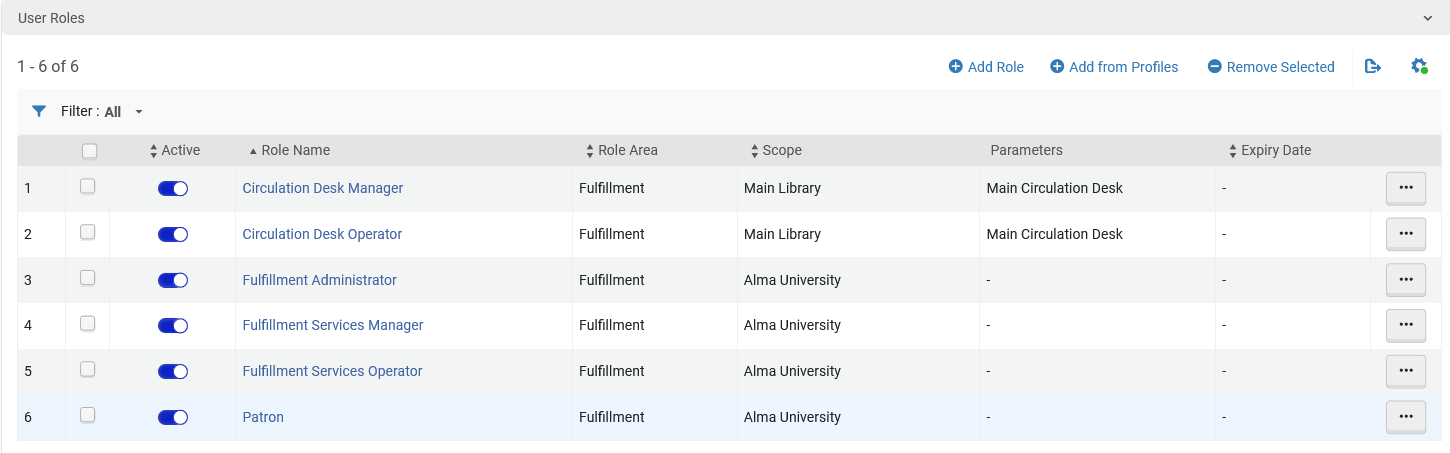 User Roles
1 - 6 of 6 Add Role Add from Profiles Remove Selected
Filter : All
Active Role Name Role Area Scope Parameters Expiry Date
1 Circulation Desk Manager Fulfillment Main Library Main Circulation Desk -
2 Circulation Desk Operator Fulfillment Main Library Main Circulation Desk -
3 Fulfillment Administrator Fulfillment Alma University - -
4 Fulfillment Services Manager Fulfillment Alma University - -
5 Fulfillment Services Operator Fulfillment Alma University - -
6 Patron Fulfillment Alma University - -